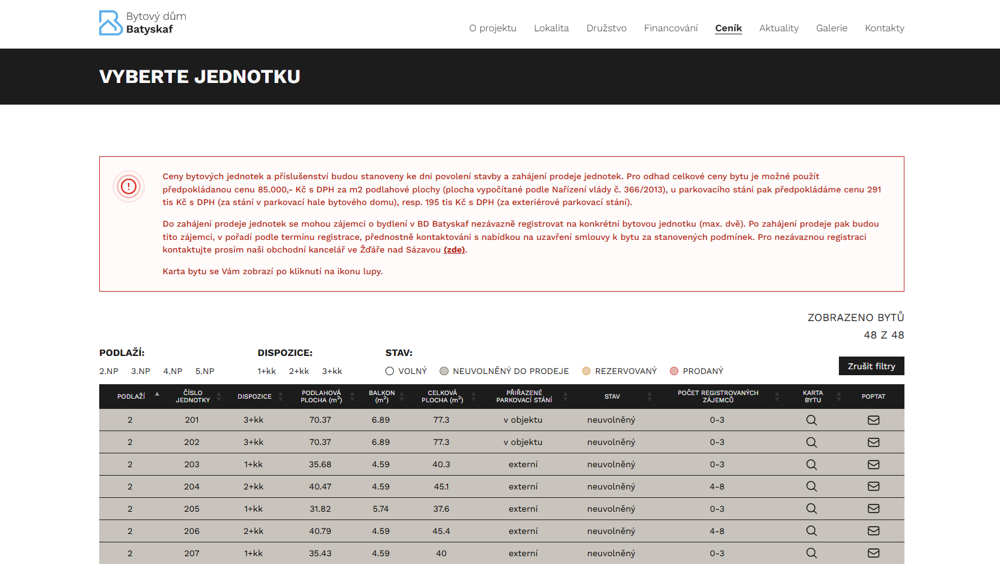 Bytový dům
Batyskaf
O projektu Lokalita Družstvo Financování Ceník Aktuality Galerie Kontakty
VYBERTE JEDNOTKU
Ceny bytových jednotek a příslušenství budou stanoveny ke dni povolení stavby a zahájení prodeje jednotek. Pro odhad celkové ceny bytu je možné použít
předpokládanou cenu 85.000,- Kč s DPH za m2 podlahové plochy (plocha vypočítané podle Nařízení vlády č. 366/2013), u parkovacího stání pak předpokládáme cenu 291
tis Kč s DPH (za stání v parkovací hale bytového domu), resp. 195 tis Kč s DPH (za exteriérové parkovací stání).
Do zahájení prodeje jednotek se mohou zájemci o bydlení v BD Batyskaf nezávazně registrovat na konkrétní bytovou jednotku (max. dvě). Po zahájení prodeje pak budou
tito zájemci, v pořadí podle termínu registrace, přednostně kontaktováni s nabídkou na uzavření smlouvy k bytu za stanovených podmínek. Pro nezávaznou registraci
kontaktujte prosím naši obchodní kancelář ve Žďáře nad Sázavou (zde).
Karta bytu se Vám zobrazí po kliknutí na ikonu lupy.
ZOBRAZENO BYTŮ
48 Z 48
PODLAŽÍ: DISPOZICE: STAV:
2.NP 3.NP 4.NP 5.NP 1+kk 2+kk 3+kk VOLNÝ NEUVOLNĚNÝ DO PRODEJE REZERVOVANÝ PRODANÝ Zrušit filtry
PODLAŽÍ ČÍSLO JEDNOTKY DISPOZICE PODLAHOVÁ PLOCHA (m2) BALKON (m2) CELKOVÁ PLOCHA (m2) PŘIŘAZENÉ PARKOVACÍ STÁNÍ STAV POČET REGISTROVANÝCH ZÁJEMCŮ KARTA BYTU POPTAT
2 201 3+kk 70.37 6.89 77.3 v objektu neuvolněný 0-3
2 202 3+kk 70.37 6.89 77.3 v objektu neuvolněný 0-3
2 203 1+kk 35.68 4.59 40.3 externí neuvolněný 0-3
2 204 2+kk 40.47 4.59 45.1 externí neuvolněný 4-8
2 205 1+kk 31.82 5.74 37.6 externí neuvolněný 0-3
2 206 2+kk 40.79 4.59 45.4 externí neuvolněný 4-8
2 207 1+kk 35.43 4.59 40 externí neuvolněný 0-3